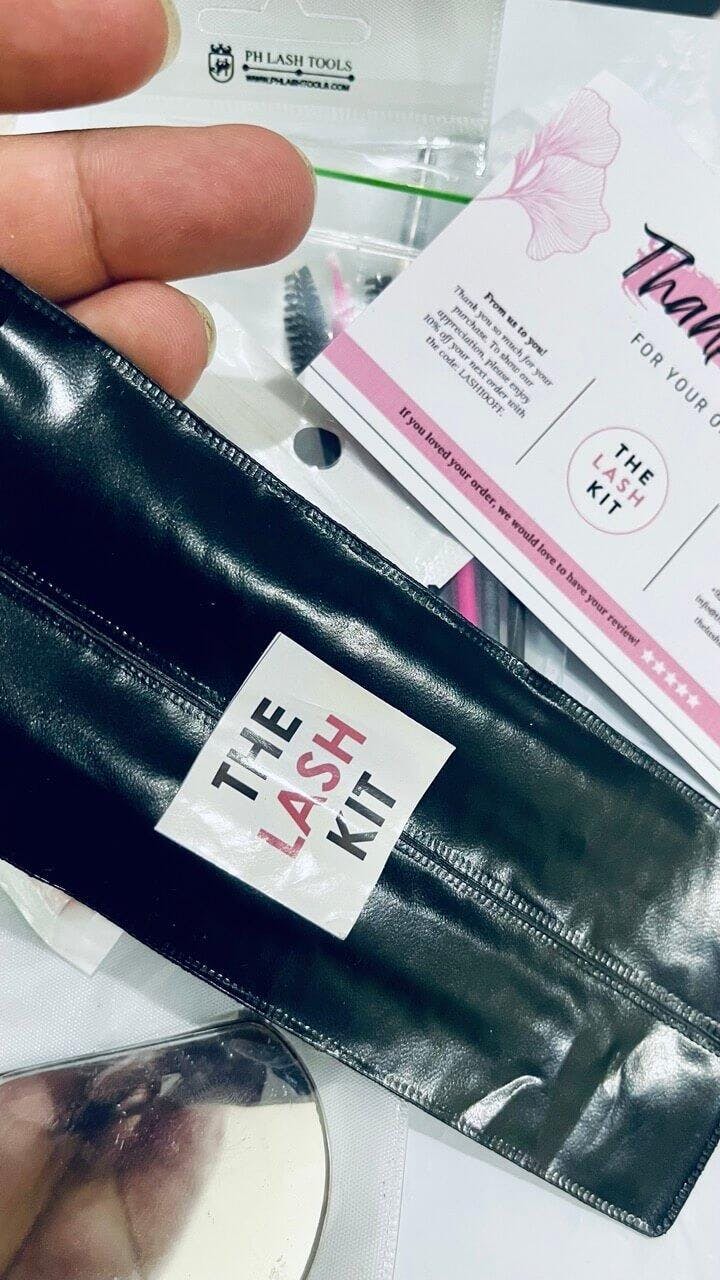 PH LASH TOOLS
WWW.PHLASHTOOLS.COM
From us to you!
Thank you so much for your
purchase. To show our
appreciation, please enjoy
10% off your next order with
the code: LASH10OFF.
FOR YOUR
THE
LASH
KIT
If you loved your order, we would love to have your review!
THE
LASH
KIT